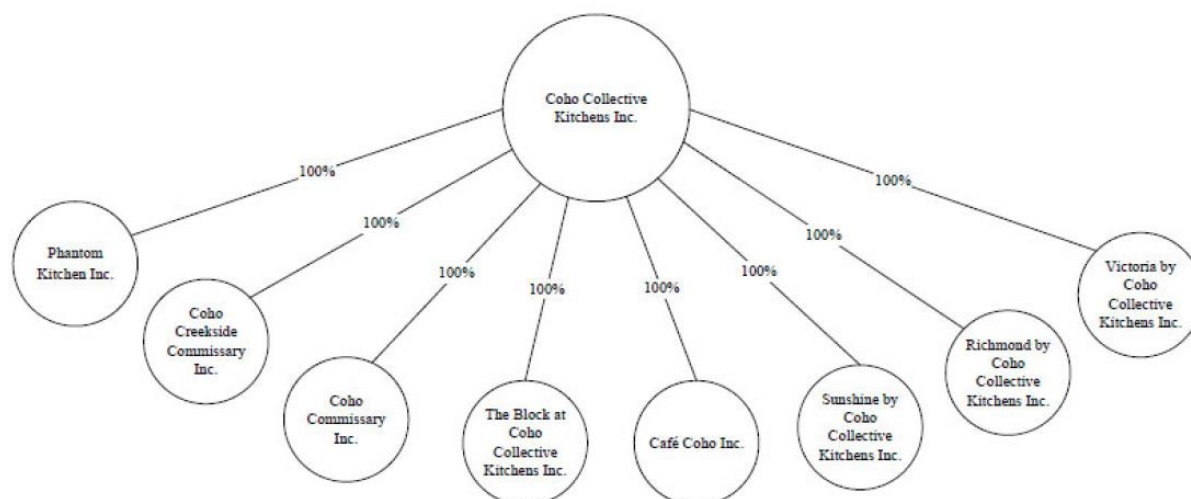 Coho Collective
Kitchens Inc.
100%
100%
100%
100%
100%
100%
100%
100%
Phantom
Kitchen Inc.
Coho
Creekside
Commissary
Inc.
Coho
Commissary
Inc.
The Block at
Coho
Collective
Kitchens Inc.
Café Coho Inc.
Sunshine by
Coho
Collective
Kitchens Inc.
Richmond by
Coho
Collective
Kitchens Inc.
Victoria by
Coho
Collective
Kitchens Inc.